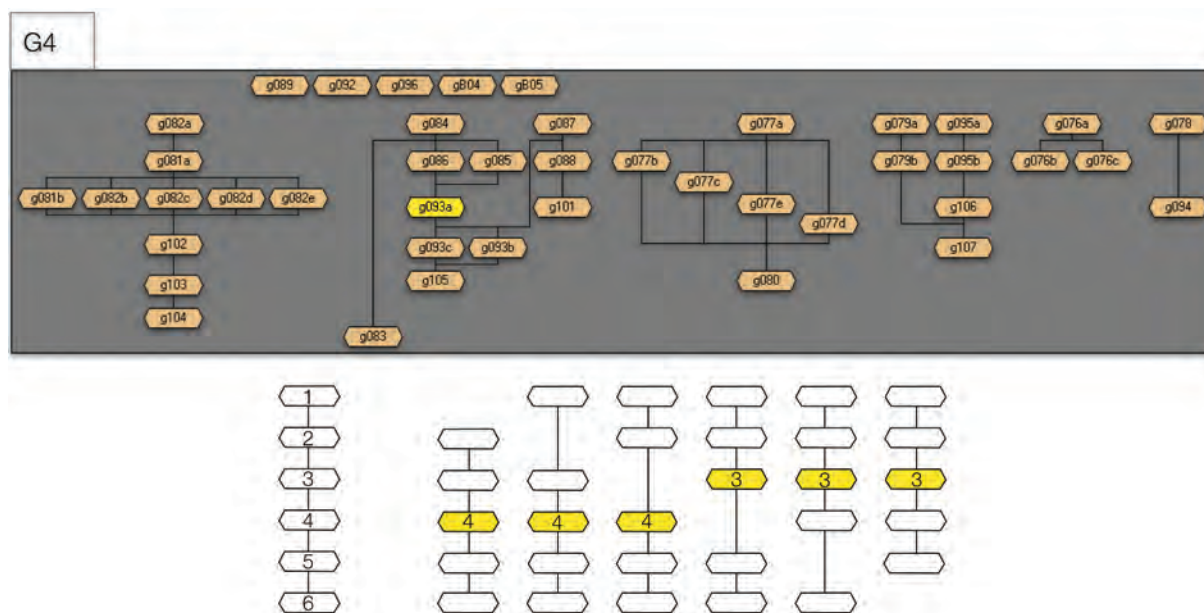 G4
g089 g092 g096 gB04 gB05
g082a g084 g087 g077a g079a g095a g076a g078
g081a g086 g085 g088 g077b g079b g095b g076b g076c
g077c
g081b g082b g082c g082d g082e g093a g101 g077e g106 g094
g077d
g102 g093c g093b g107
g103 g105 g080
g104
g083
1
2
3 3 3 3
4 4 4 4
5
6